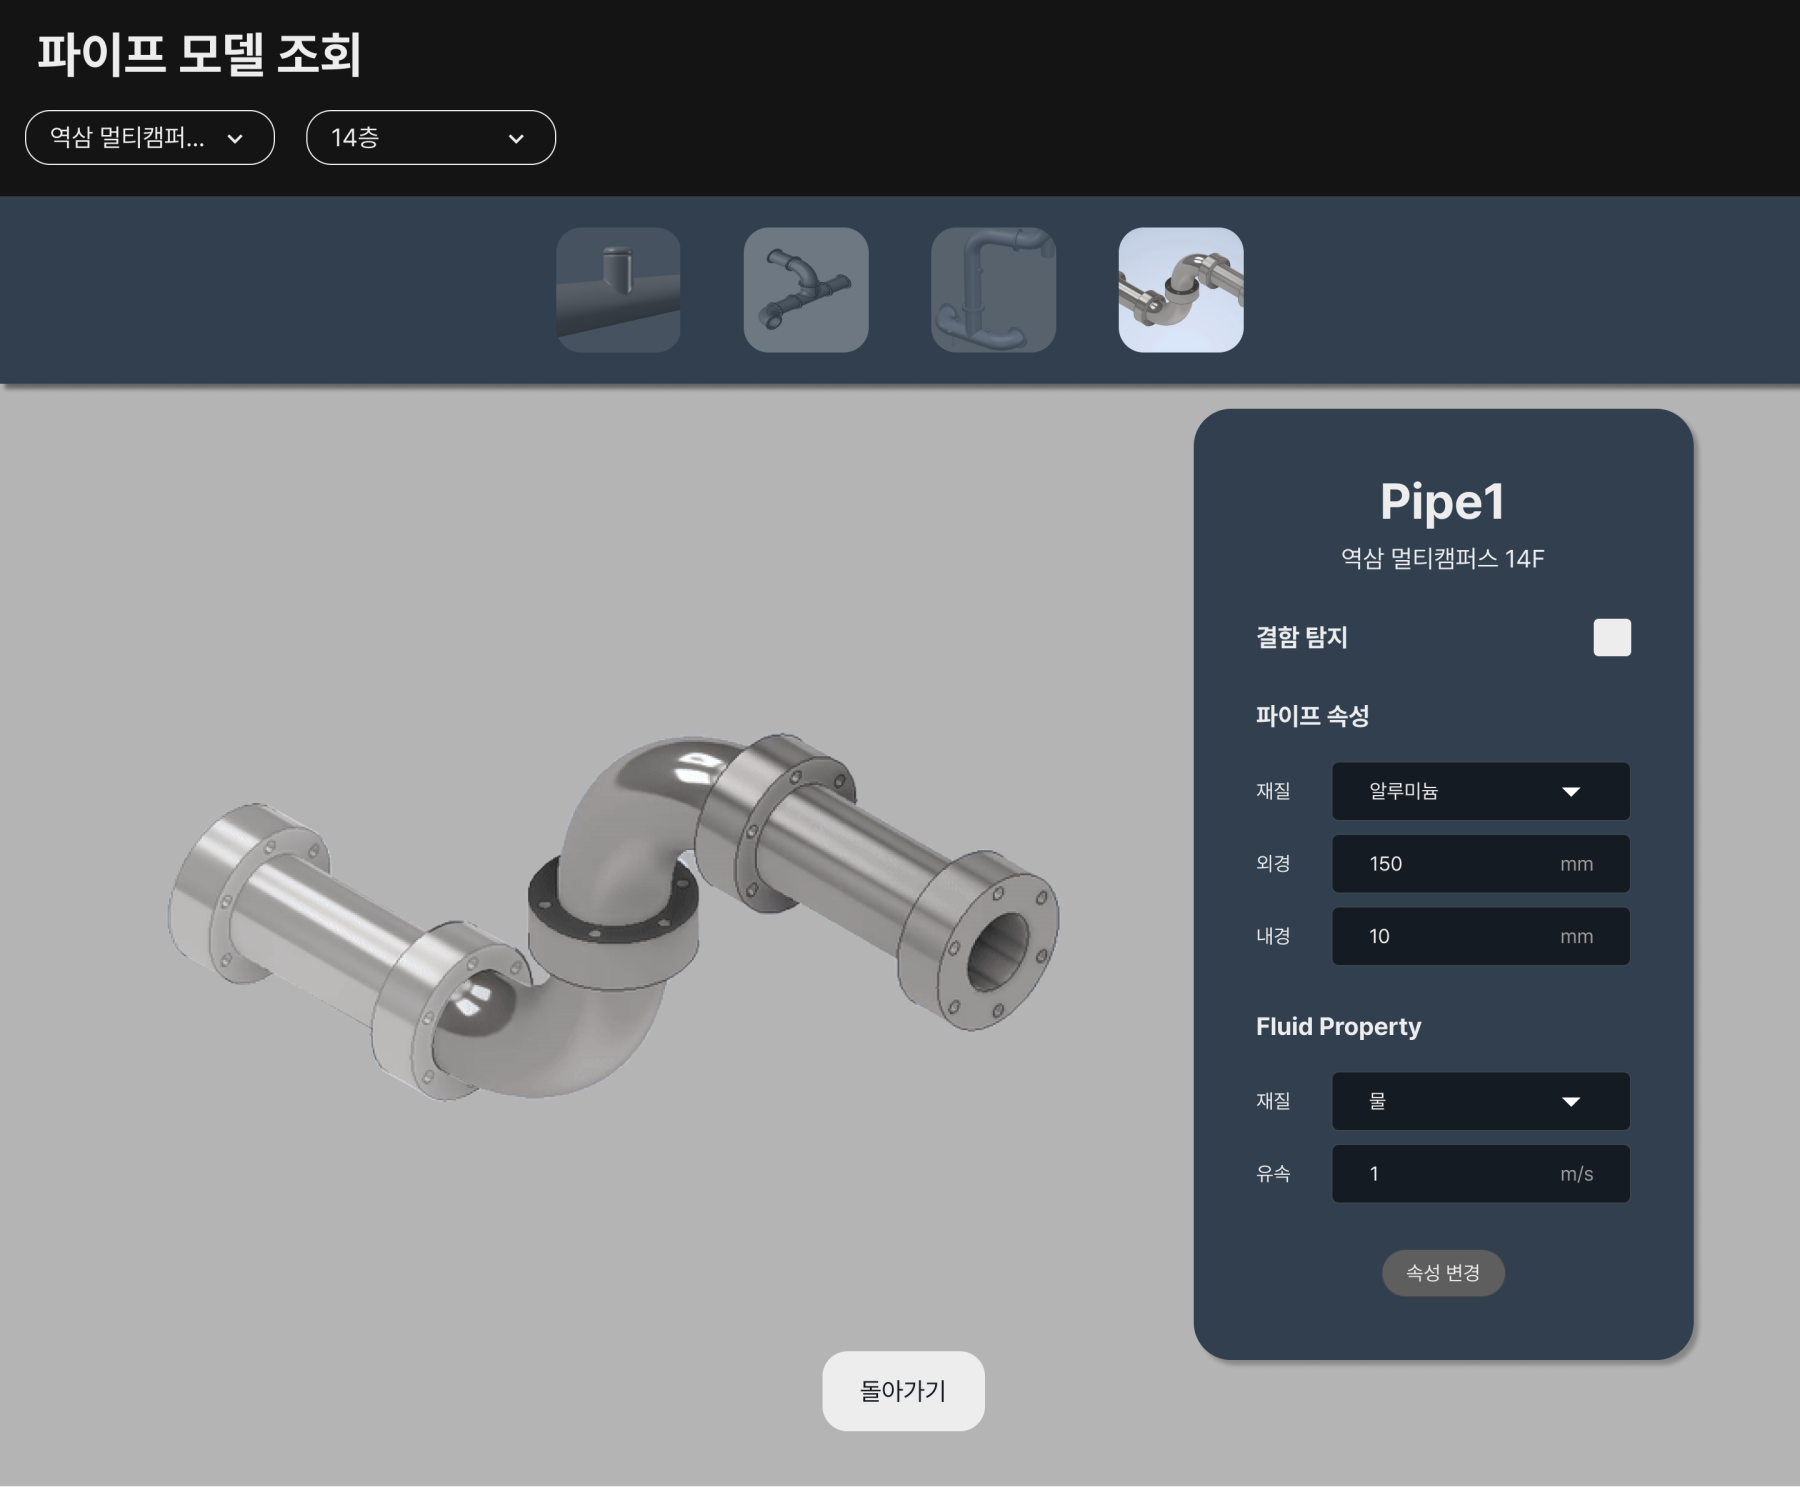 파이프 모델 조회
역삼 멀티캠퍼...
14층
Pipe1
역삼 멀티캠퍼스 14F
결함 탐지
파이프 속성
재질 알루미늄
외경 150 mm
내경 10 mm
Fluid Property
재질 물
유속 1 m/s
속성 변경
돌아가기